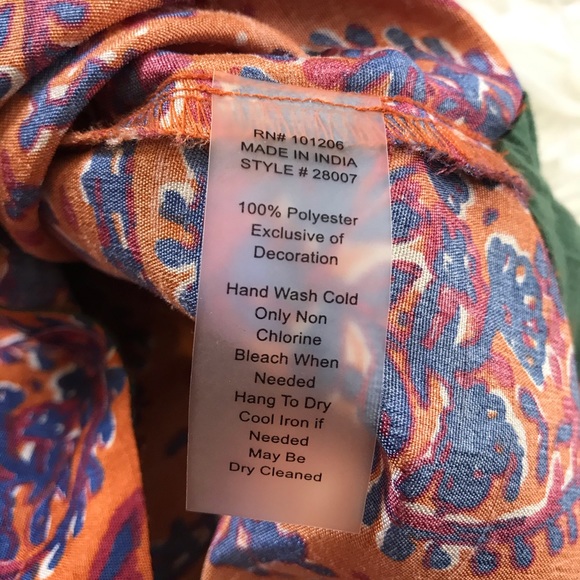 RN# 101206
MADE IN INDIA
STYLE # 28007
100% Polyester
Exclusive of
Decoration
Hand Wash Cold
Only Non
Chlorine
Bleach When
Needed
Hang To Dry
Cool Iron if
Needed
May Be
Dry Cleaned